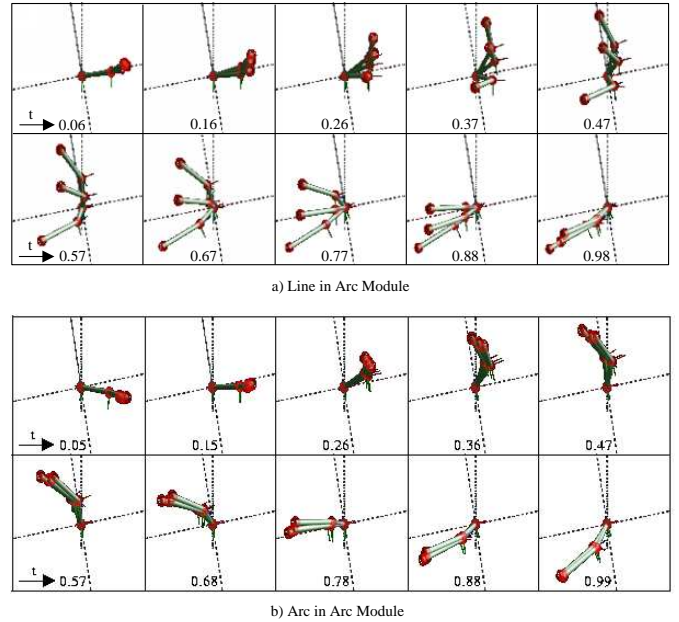 t
0.06 0.16 0.26 0.37 0.47
t
0.57 0.67 0.77 0.88 0.98
a) Line in Arc Module
t
0.05 0.15 0.26 0.36 0.47
t
0.57 0.68 0.78 0.88 0.99
b) Arc in Arc Module